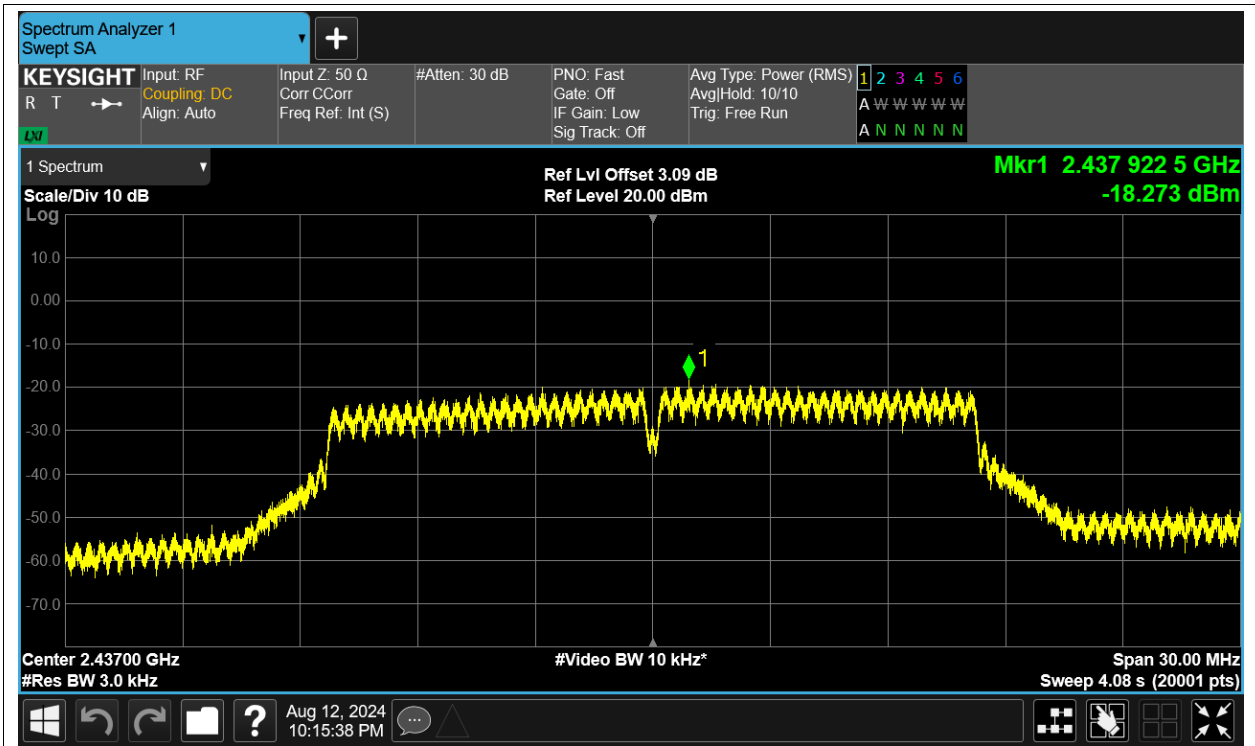 Spectrum Analyzer 1
Swept SA
KEYSIGHT
R T
LXI
Input: RF
Coupling: DC
Align: Auto
Input Z: 50 Ω
Corr CCorr
Freq Ref: Int (S)
#Atten: 30 dB
PNO: Fast
Gate: Off
IF Gain: Low
Sig Track: Off
Avg Type: Power (RMS)
Avg|Hold: 10/10
Trig: Free Run
1 2 3 4 5 6
A W W W W W
A N N N N N
1 Spectrum
Scale/Div 10 dB
Ref Lvl Offset 3.09 dB
Ref Level 20.00 dBm
Mkr1 2.437 922 5 GHz
-18.273 dBm
Log
10.0
0.00
-10.0
-20.0
-30.0
-40.0
-50.0
-60.0
-70.0
1
Center 2.43700 GHz
#Res BW 3.0 kHz
#Video BW 10 kHz*
Span 30.00 MHz
Sweep 4.08 s (20001 pts)
?
Aug 12, 2024
10:15:38 PM